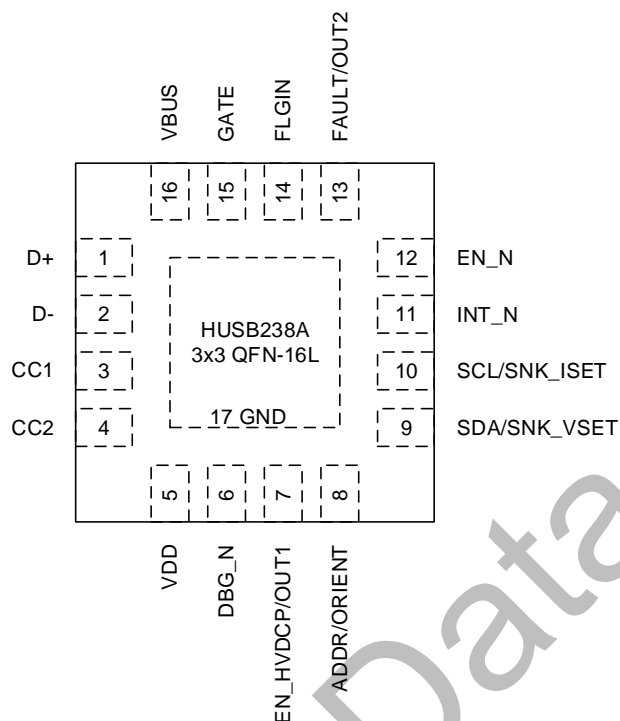 VBUS
GATE
FLGIN
FAULT/OUT2
16
15
14
13
D+ 1
12 EN_N
D- 2
11 INT_N
CC1 3
10 SCL/SNK_ISET
CC2 4
9 SDA/SNK_VSET
HUSB238A
3x3 QFN-16L
17 GND
5
6
7
8
VDD
DBG_N
EN_HVDCP/OUT1
ADDR/ORIENT
Data